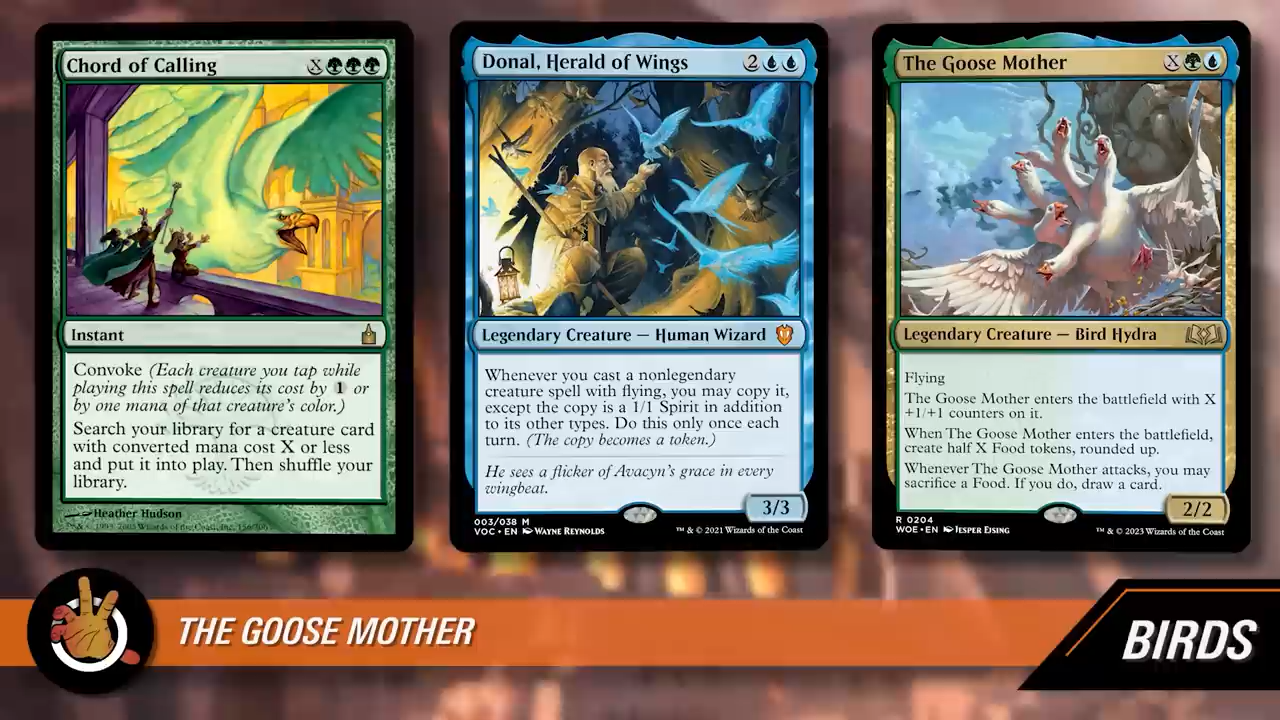 Chord of Calling
X
Instant
Convoke (Each creature you tap while
playing this spell reduces its cost by 1 or
by one mana of that creature's color.)
Search your library for a creature card
with converted mana cost X or less
and put it into play. Then shuffle your
library.
Heather Hudson
Donal, Herald of Wings
2
Legendary Creature — Human Wizard
Whenever you cast a nonlegendary
creature spell with flying, you may copy it,
except the copy is a 1/1 Spirit in addition
to its other types. Do this only once each
turn. (The copy becomes a token.)
He sees a flicker of Avacyn's grace in every
wingbeat.
3/3
003/038 M
VOC • EN Wayne Reynolds
™ & © 2021 Wizards of the Coast
The Goose Mother
X
Legendary Creature — Bird Hydra
Flying
The Goose Mother enters the battlefield with X
+1/+1 counters on it.
When The Goose Mother enters the battlefield,
create half X Food tokens, rounded up.
Whenever The Goose Mother attacks, you may
sacrifice a Food. If you do, draw a card.
2/2
R 0204
WOE • EN Jesper Ejsing
™ & © 2023 Wizards of the Coast
THE GOOSE MOTHER
BIRDS